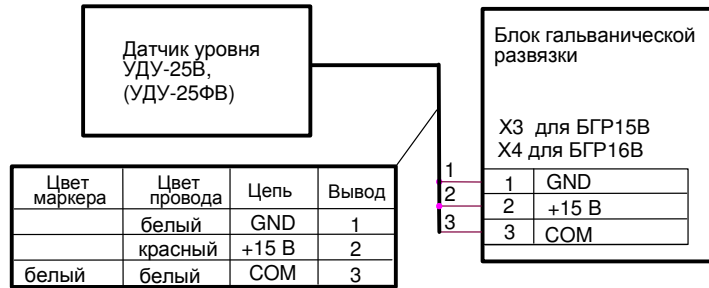 Датчик уровня
УДУ-25В,
(УДУ-25ФВ)
Блок гальванической
развязки
X3 для БГР15В
X4 для БГР16В
1 1 GND
2 2 +15 В
3 3 COM
Цвет маркера Цвет провода Цепь Вывод
белый GND 1
красный +15 В 2
белый белый COM 3